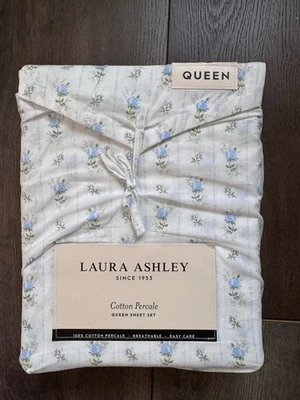 QUEEN
LAURA ASHLEY
SINCE 1953
Cotton Percale
QUEEN SHEET SET
100% COTTON PERCALE · BREATHABLE · EASY CARE